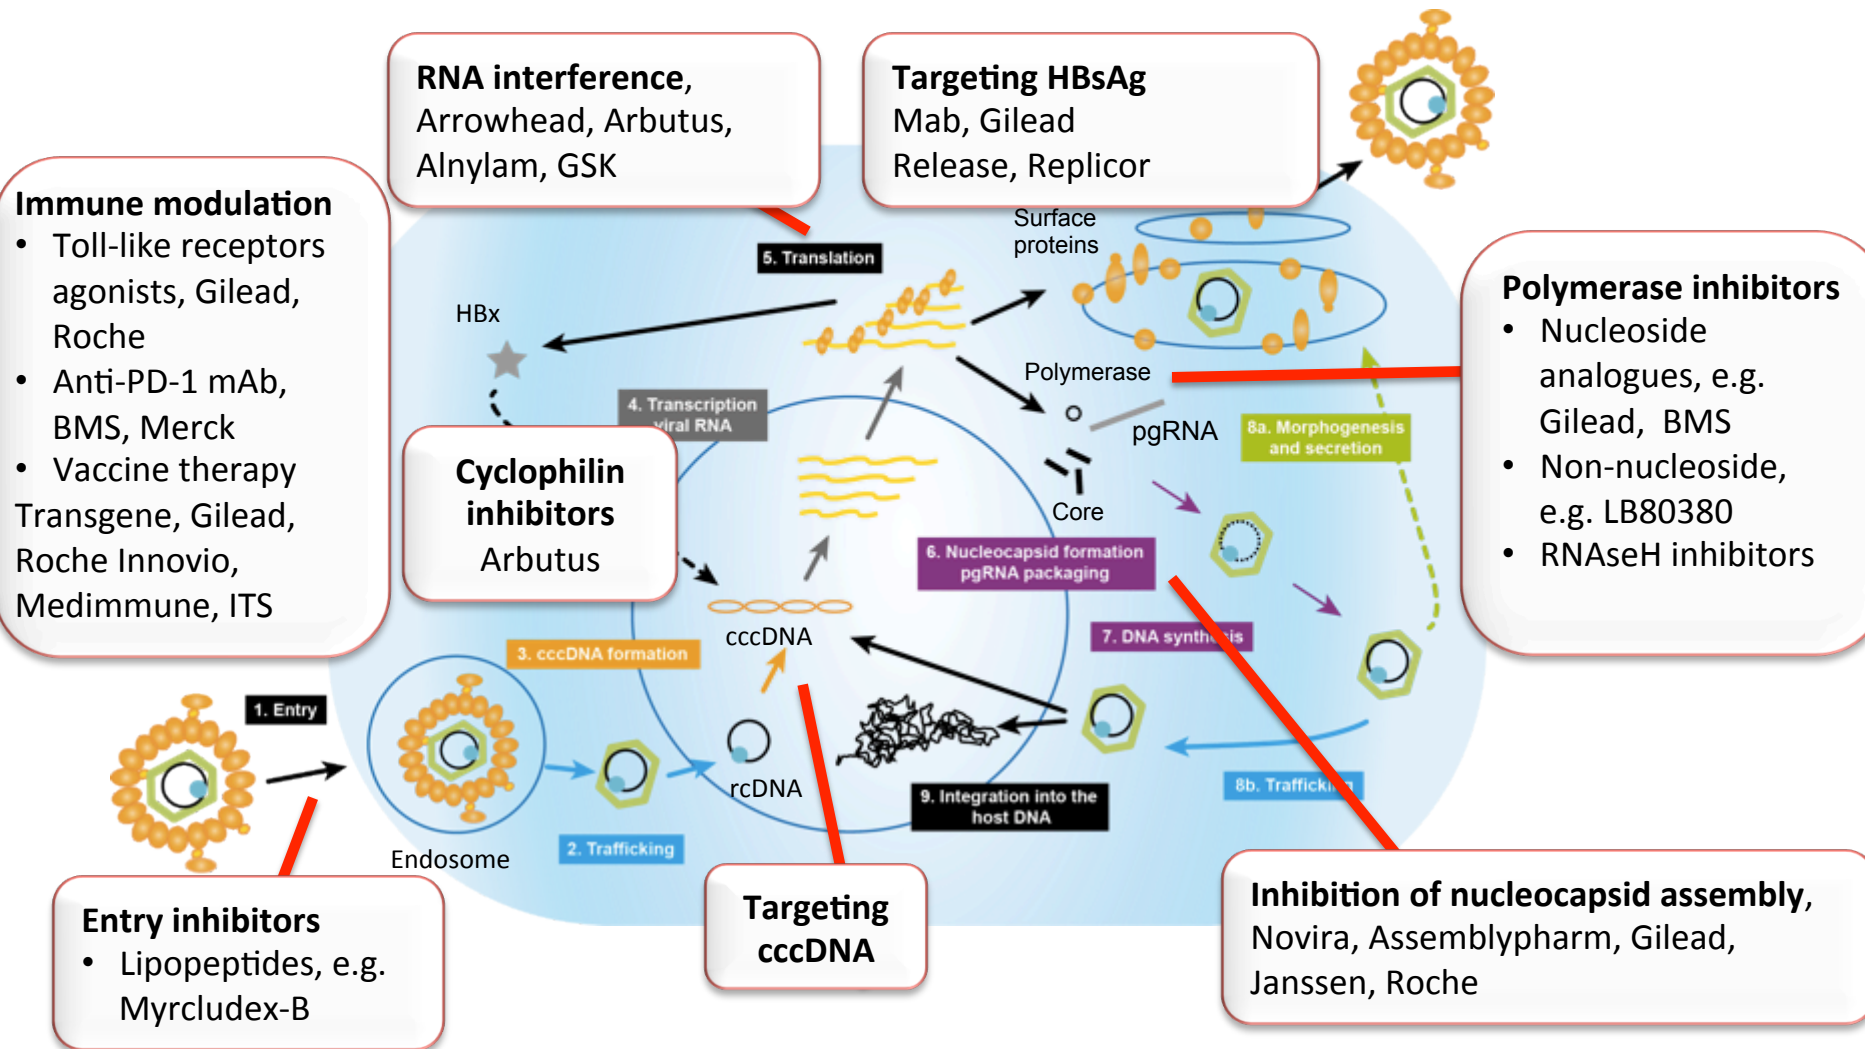 RNA interference,
Arrowhead, Arbutus,
Alnylam, GSK
Targeting HBsAg
Mab, Gilead
Release, Replicor
Immune modulation
• Toll-like receptors
agonists, Gilead,
Roche
• Anti-PD-1 mAb,
BMS, Merck
• Vaccine therapy
Transgene, Gilead,
Roche Innovio,
Medimmune, ITS
Surface
proteins
5. Translation
HBx
Polymerase inhibitors
• Nucleoside
analogues, e.g.
Gilead, BMS
• Non-nucleoside,
e.g. LB80380
• RNAseH inhibitors
Polymerase
4. Transcription
viral RNA
pgRNA
8a. Morphogenesis
and secretion
Cyclophilin
inhibitors
Arbutus
Core
6. Nucleocapsid formation
pgRNA packaging
cccDNA
7. DNA synthesis
3. cccDNA formation
1. Entry
rcDNA
9. Integration into the
host DNA
8b. Trafficking
2. Trafficking
Endosome
Entry inhibitors
• Lipopeptides, e.g.
Myrcludex-B
Targeting
cccDNA
Inhibition of nucleocapsid assembly,
Novira, Assemblypharm, Gilead,
Janssen, Roche